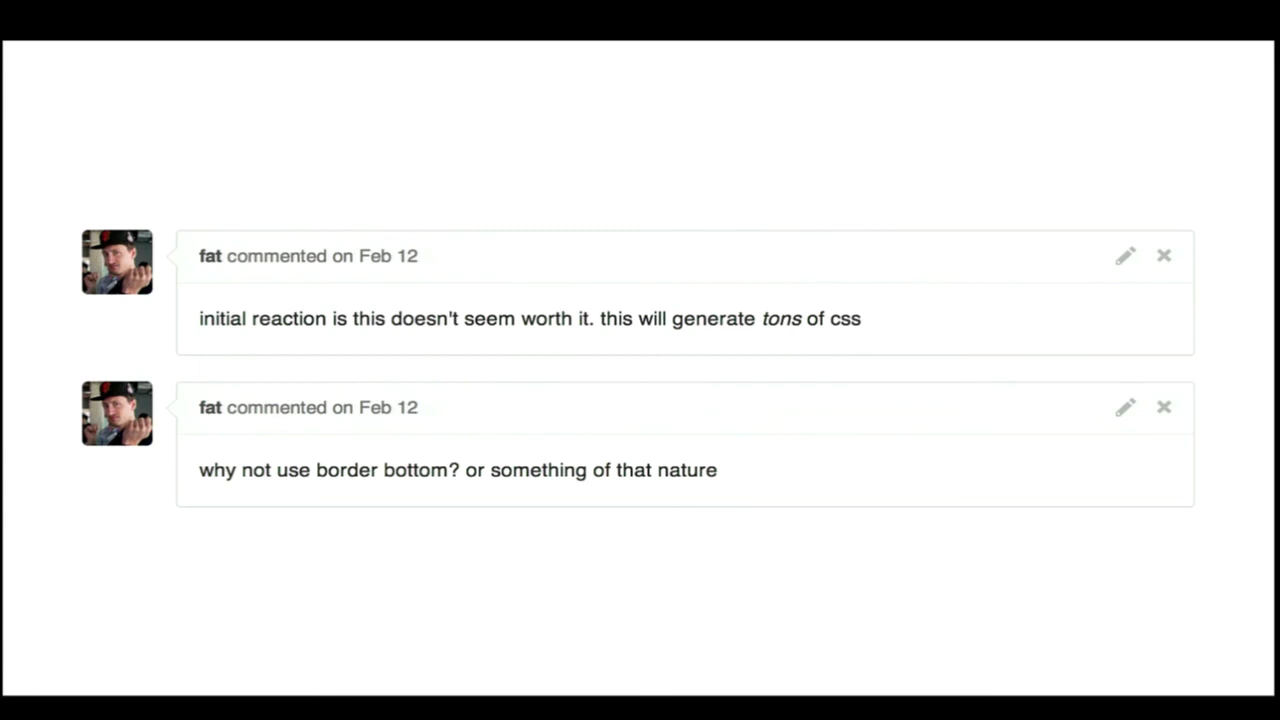 fat commented on Feb 12
initial reaction is this doesn't seem worth it. this will generate tons of css
fat commented on Feb 12
why not use border bottom? or something of that nature